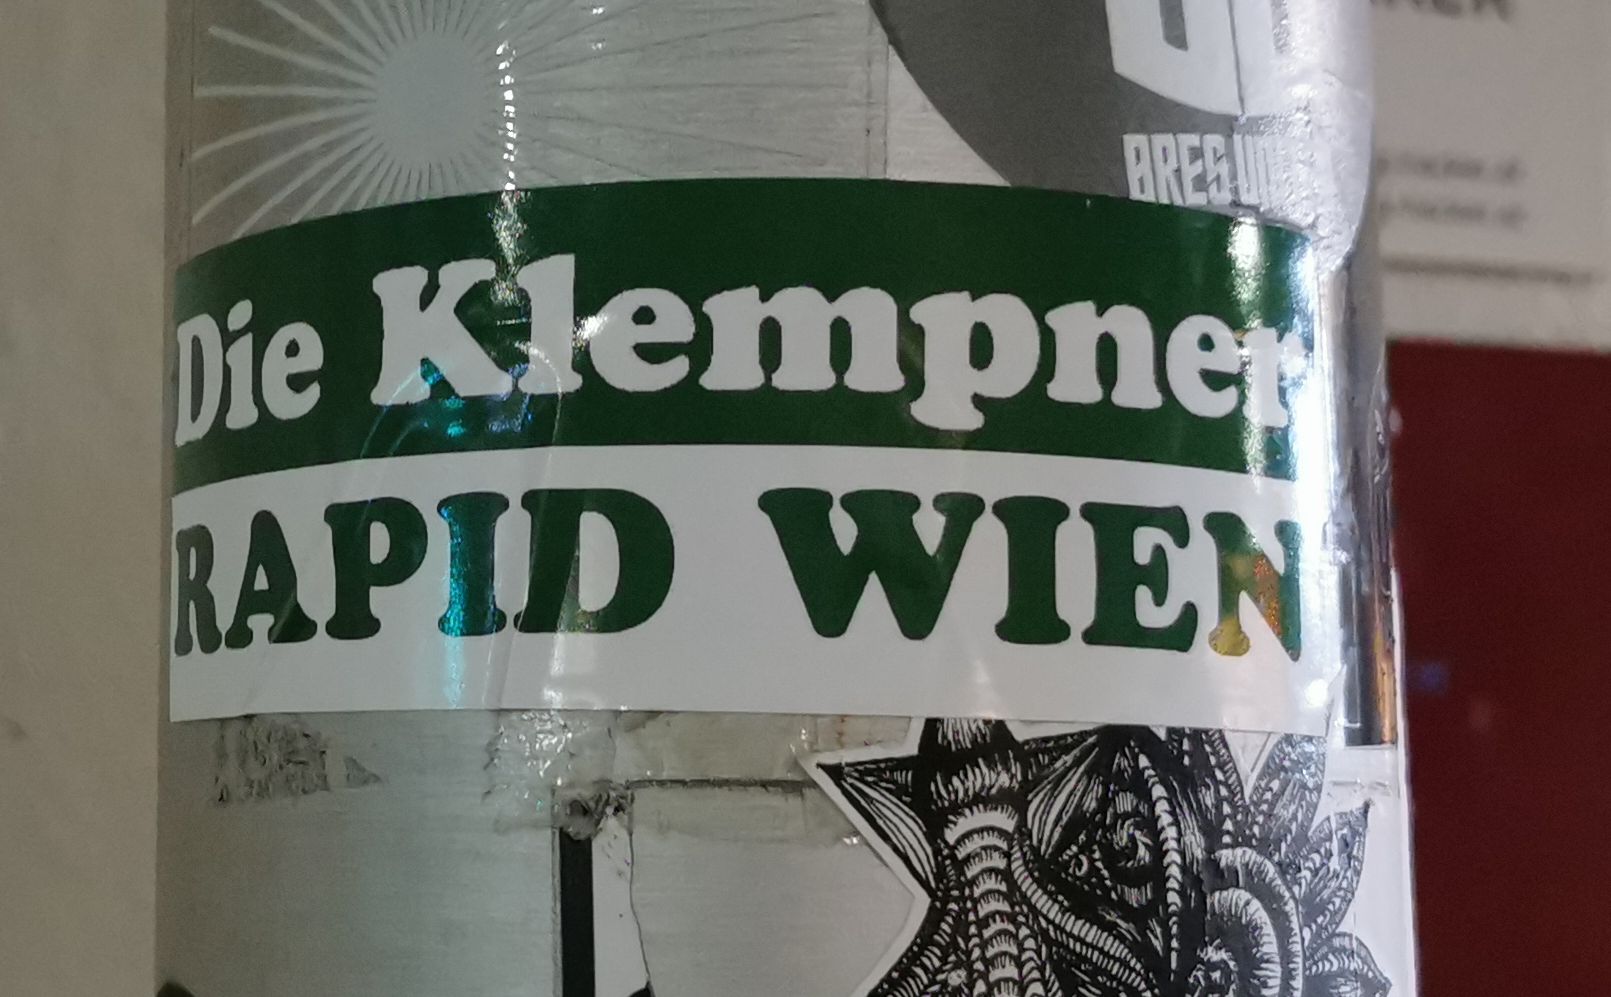 Die Klempner
RAPID WIEN